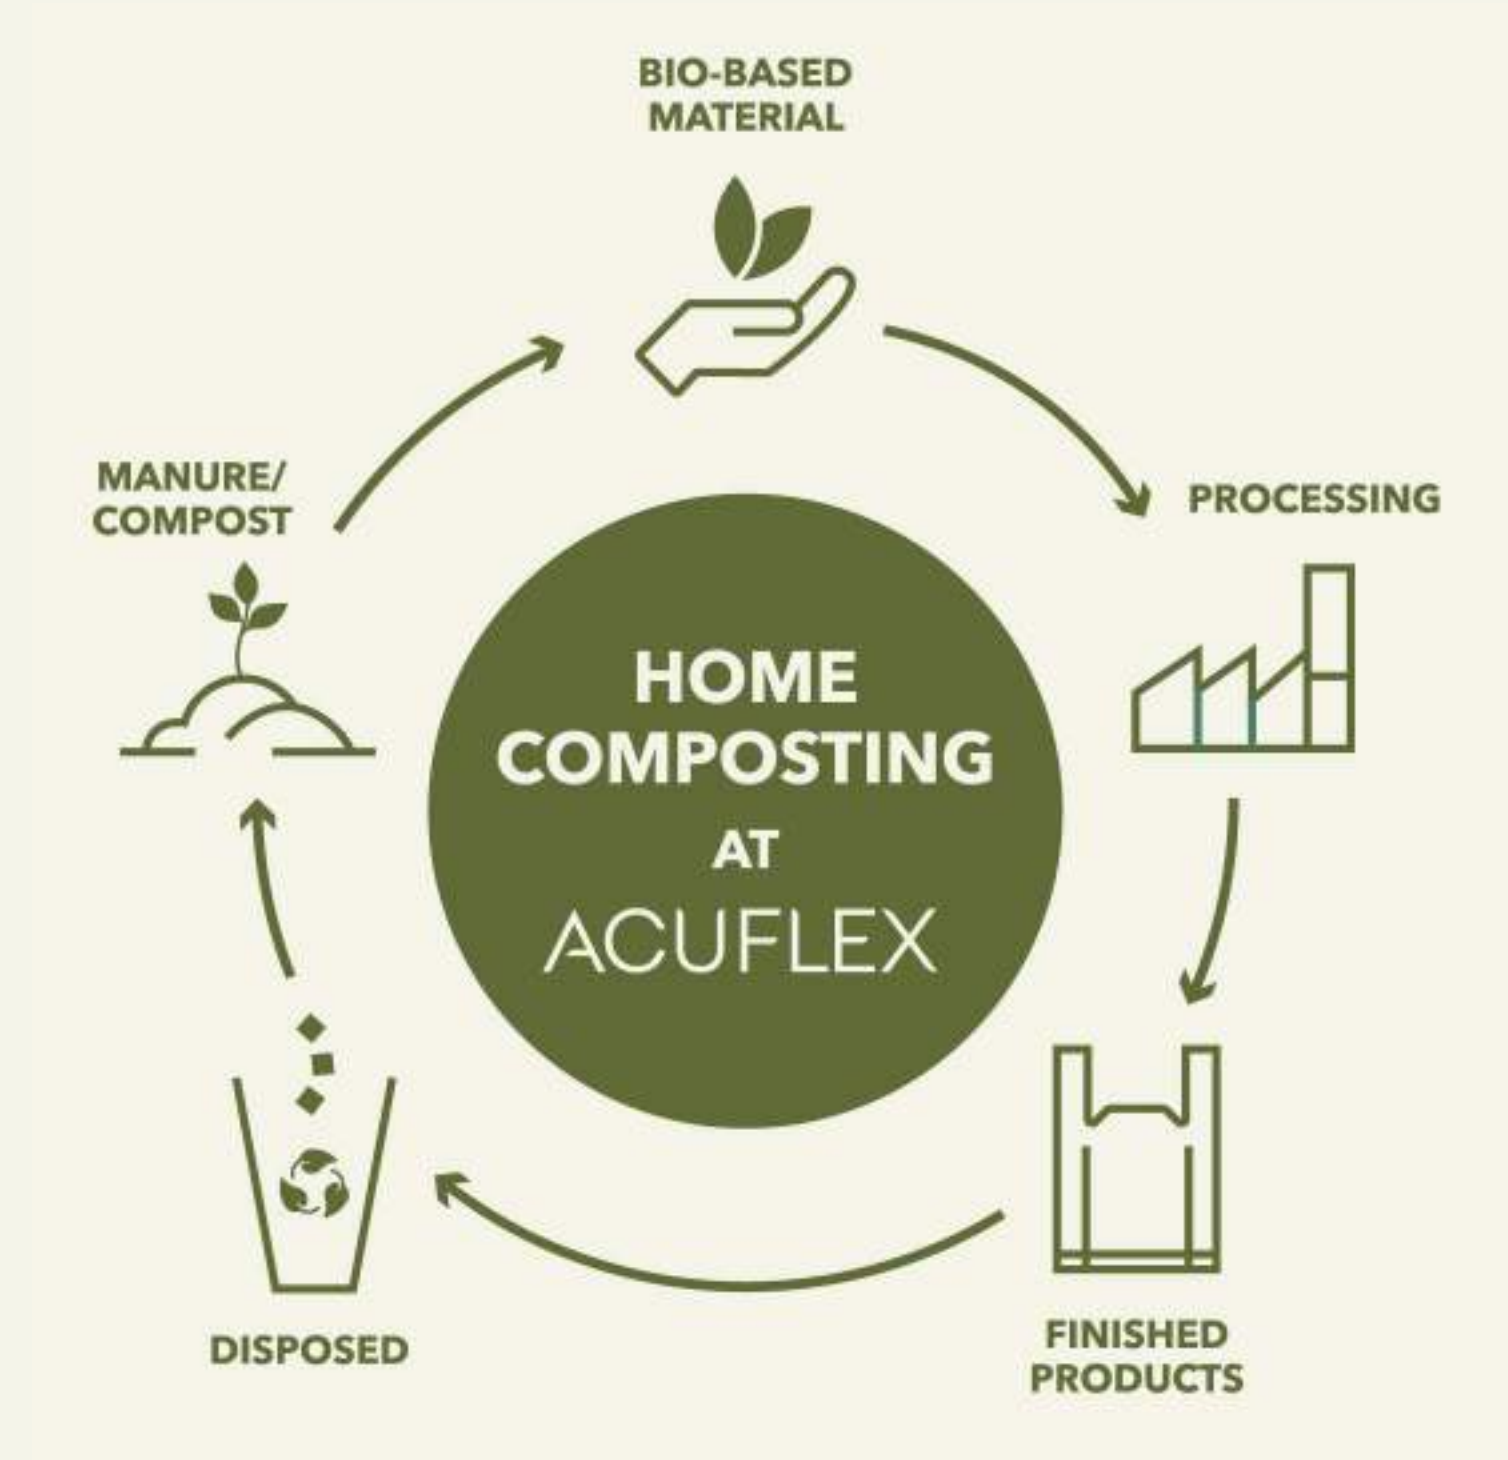 BIO-BASED
MATERIAL
MANURE/
COMPOST
PROCESSING
HOME
COMPOSTING
AT
ACUFLEX
DISPOSED
FINISHED
PRODUCTS